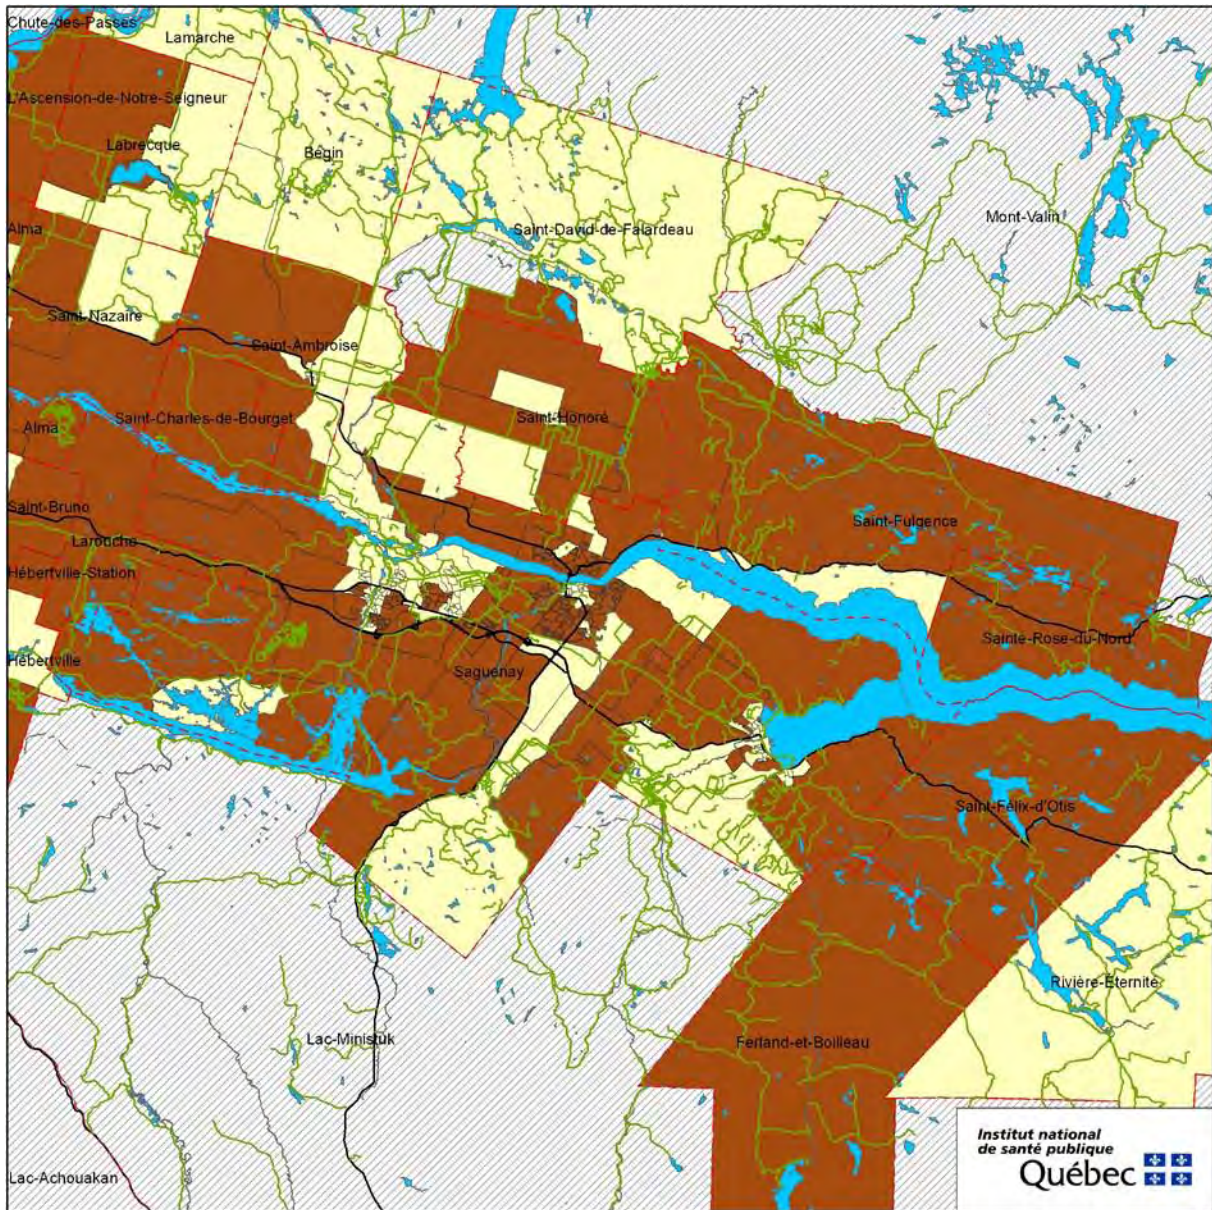 Chute-des-Passes
Lamarche
L'Ascension-de-Notre-Seigneur
Labrecque
Bégin
Mont-Valin
Alma
Saint-David-de-Falardeau
Saint-Nazaire
Saint-Ambroise
Saint-Charles-de-Bourget
Saint-Honoré
Alma
Saint-Bruno
Saint-Fulgence
Larouche
Hébertville-Station
Sainte-Rose-du-Nord
Hébertville
Saguenay
Saint-Félix-d'Otis
Rivière-Éternité
Lac-Ministuk
Ferland-et-Boilleau
Lac-Achouakan
Institut national
de santé publique
Québec